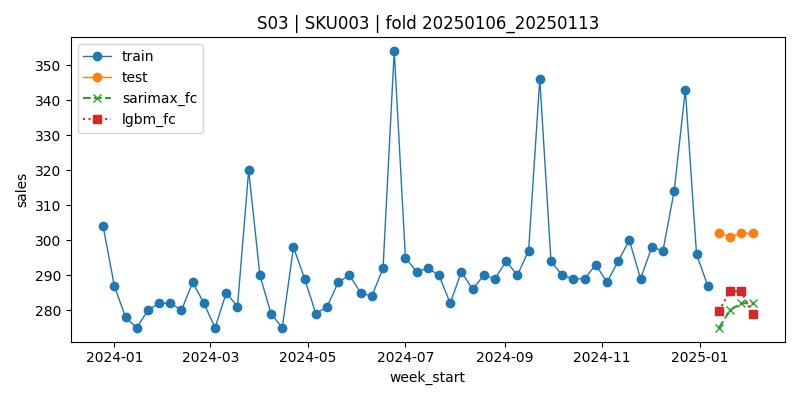 S03 | SKU003 | fold 20250106_20250113
train
test
sarimax_fc
lgbm_fc
sales
350
340
330
320
310
300
290
280
2024-01 2024-03 2024-05 2024-07 2024-09 2024-11 2025-01
week_start